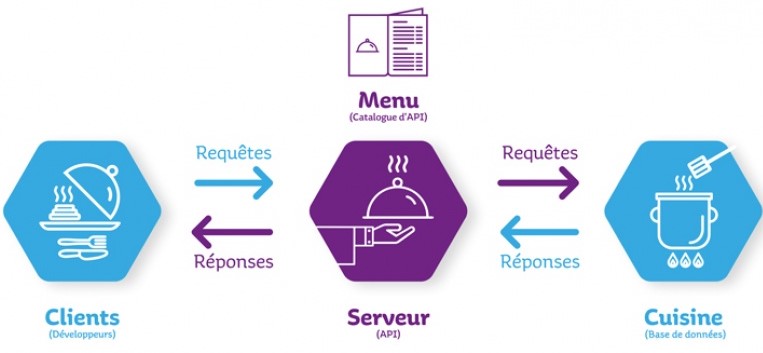 Menu
(Catalogue d'API)
Requêtes
Requêtes
Réponses
Réponses
Clients
(Développeurs)
Serveur
(API)
Cuisine
(Base de données)